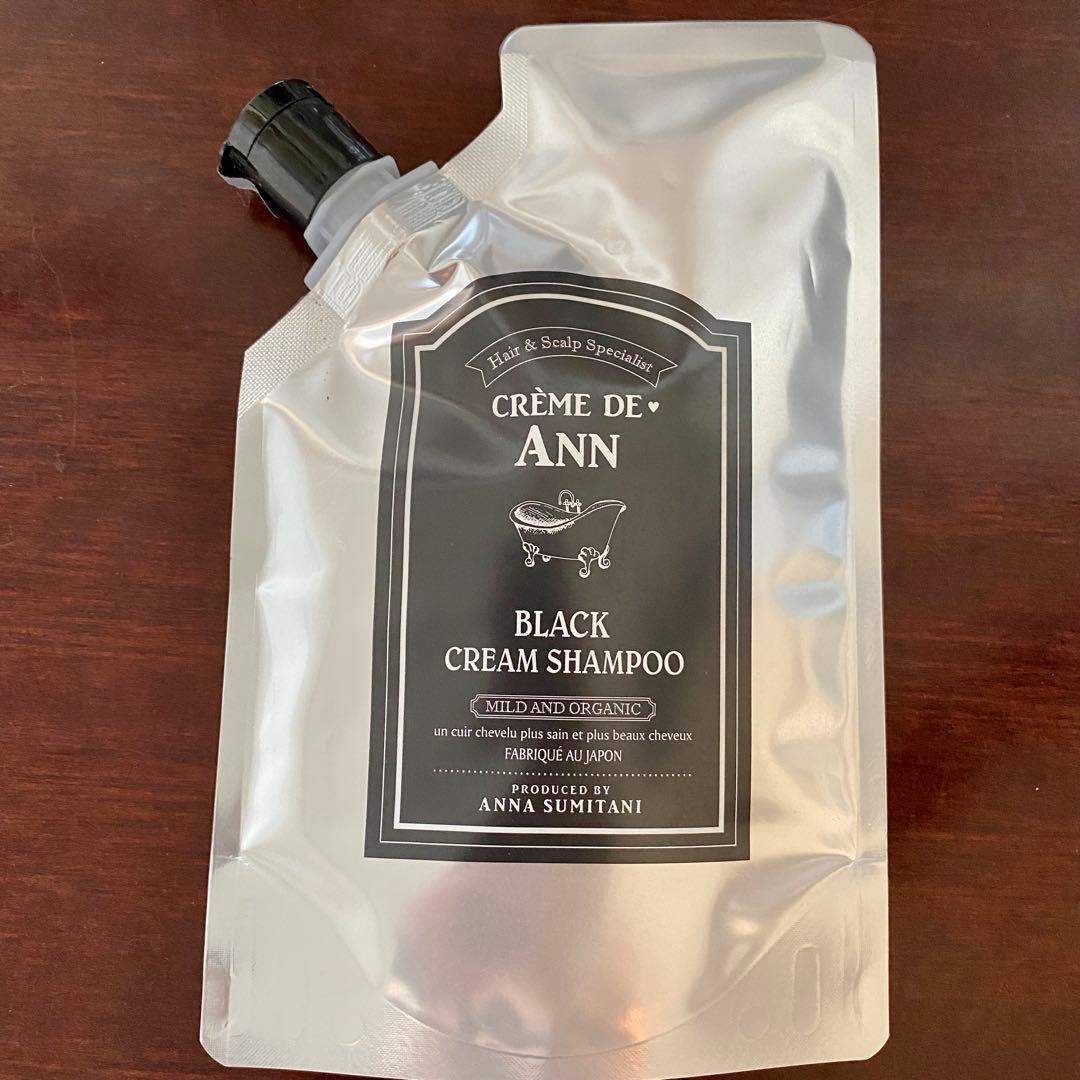 Hair & Scalp Specialist
CRÈME DE♥
ANN
BLACK
CREAM SHAMPOO
MILD AND ORGANIC
un cuir chevelu plus sain et plus beaux cheveux
FABRIQUÉ AU JAPON
PRODUCED BY
ANNA SUMITANI